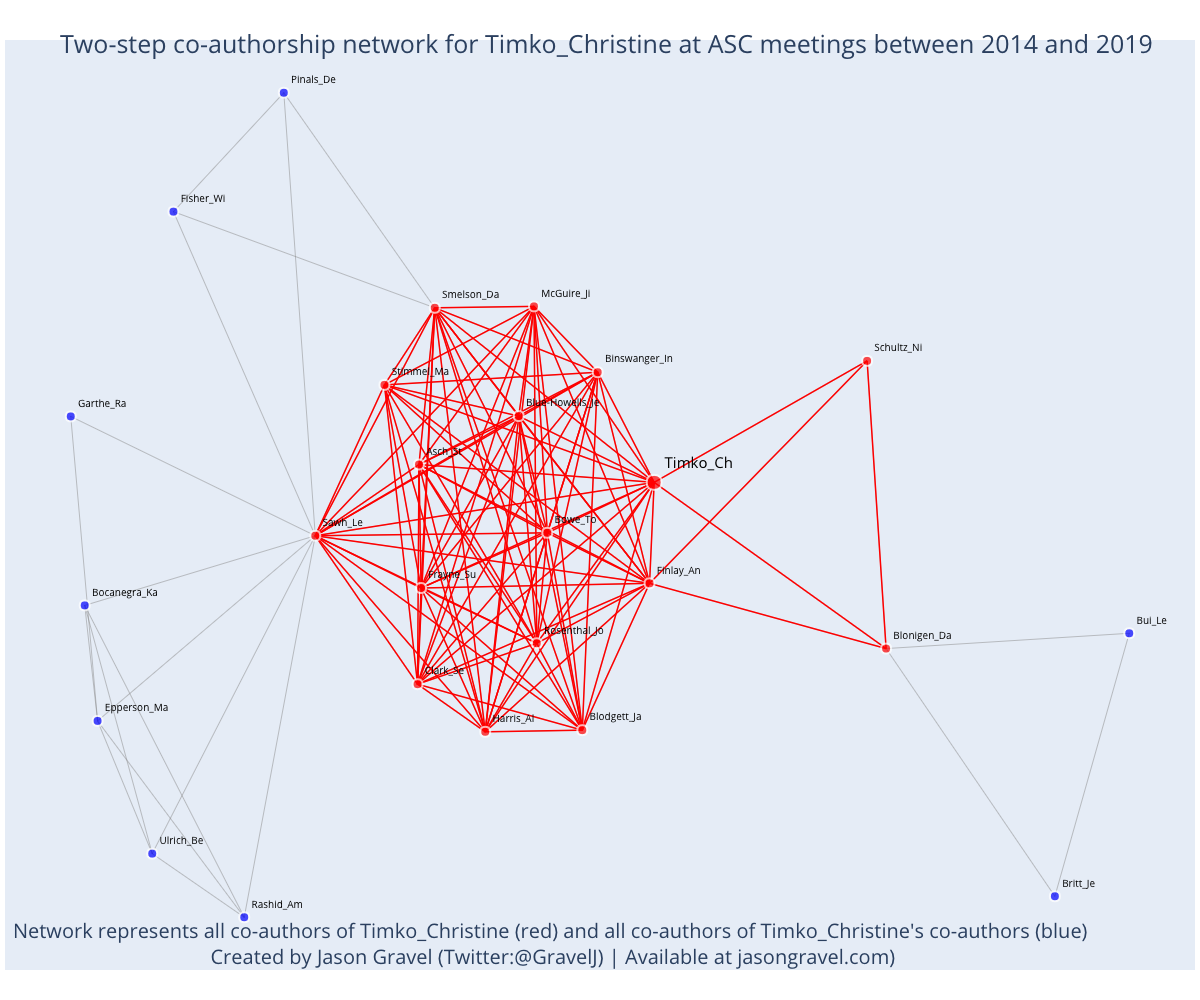 Two-step co-authorship network for Timko_Christine at ASC meetings between 2014 and 2019
Pinals_De
Fisher_Wi
Smelson_Da
McGuire_Ji
Schultz_Ni
Binswanger_In
Stimmel_Ma
Garthe_Ra
Blue-Howells_Je
Asch_St
Timko_Ch
Sawh_Le
Bowe_To
Frayne_Su
Finlay_An
Bocanegra_Ka
Bui_Le
Rosenthal_Jo
Blonigen_Da
Clark_Se
Epperson_Ma
Harris_Al
Blodgett_Ja
Ulrich_Be
Britt_Je
Rashid_Am
Network represents all co-authors of Timko_Christine (red) and all co-authors of Timko_Christine's co-authors (blue)
Created by Jason Gravel (Twitter:@GravelJ) | Available at jasongravel.com)